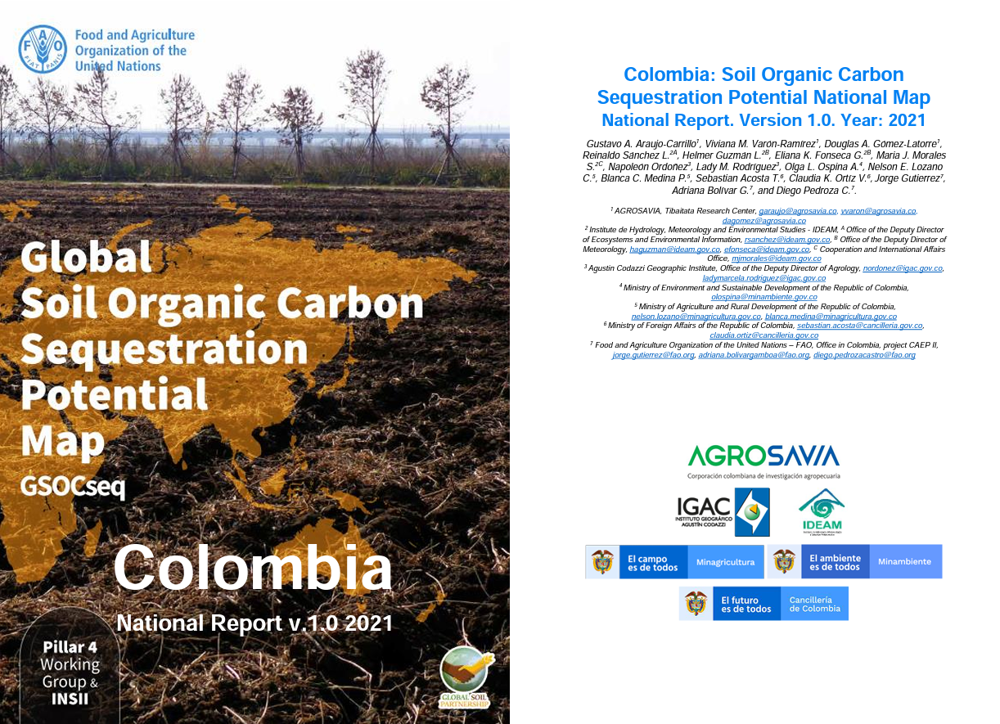 FAO
FIAT PANIS
Food and Agriculture
Organization of the
United Nations
Global
Soil Organic Carbon
Sequestration
Potential
Map
GSOCseq
Colombia
National Report v.1.0 2021
Pillar 4
Working
Group &
INSII
GLOBAL SOIL
PARTNERSHIP
Colombia: Soil Organic Carbon
Sequestration Potential National Map
National Report. Version 1.0. Year: 2021
Gustavo A. Araujo-Carrillo1, Viviana M. Varón-Ramírez1, Douglas A. Gómez-Latorre1,
Reinaldo Sánchez L.2A, Helmer Guzmán L.2B, Eliana K. Fonseca G.2B, María J. Morales
S.2C, Napoleón Ordoñez3, Lady M. Rodríguez3, Olga L. Ospina A.4, Nelson E. Lozano
C.5, Blanca C. Medina P.5, Sebastian Acosta T.6, Claudia K. Ortíz V.6, Jorge Gutierrez7,
Adriana Bolívar G.7, and Diego Pedroza C.7.
1 AGROSAVIA, Tibaitata Research Center, garaujo@agrosavia.co, vvaron@agrosavia.co,
dagomez@agrosavia.co
2 Institute de Hydrology, Meteorology and Environmental Studies - IDEAM, A Office of the Deputy Director
of Ecosystems and Environmental Information, rsanchez@ideam.gov.co, B Office of the Deputy Director of
Meteorology, haguzman@ideam.gov.co, efonseca@ideam.gov.co, C Cooperation and International Affairs
Office, mjmorales@ideam.gov.co
3 Agustin Codazzi Geographic Institute, Office of the Deputy Director of Agrology, nordonez@igac.gov.co,
ladymarcela.rodriguez@igac.gov.co
4 Ministry of Environment and Sustainable Development of the Republic of Colombia,
olospina@minambiente.gov.co
5 Ministry of Agriculture and Rural Development of the Republic of Colombia,
nelson.lozano@minagricultura.gov.co, blanca.medina@minagricultura.gov.co
6 Ministry of Foreign Affairs of the Republic of Colombia, sebastian.acosta@cancilleria.gov.co,
claudia.ortiz@cancilleria.gov.co
7 Food and Agriculture Organization of the United Nations – FAO, Office in Colombia, project CAEP II,
jorge.gutierrez@fao.org, adriana.bolivargamboa@fao.org, diego.pedrozacastro@fao.org
AGROSAVIA
Corporación colombiana de investigación agropecuaria
IGAC
INSTITUTO GEOGRÁFICO
AGUSTÍN CODAZZI
IDEAM
El campo
es de todos
Minagricultura
El ambiente
es de todos
Minambiente
El futuro
es de todos
Cancillería
de Colombia